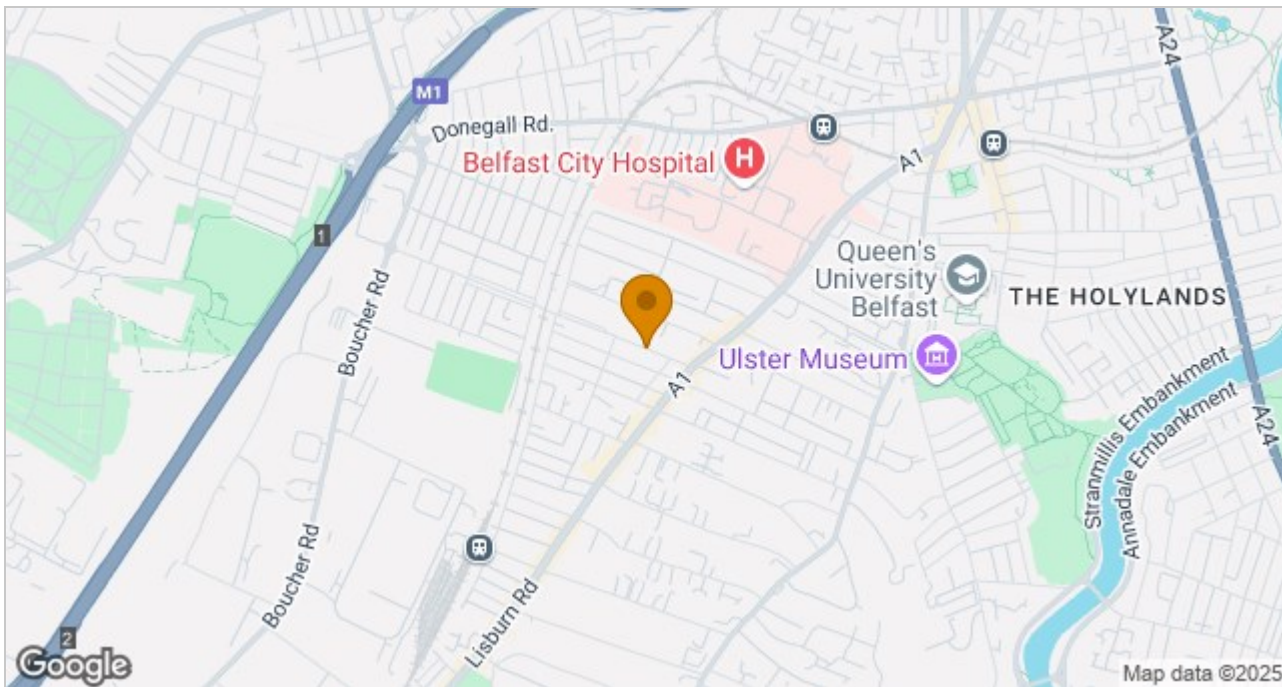 A24
M1
Donegall Rd.
Belfast City Hospital
H
A1
1
Queen's
University
Belfast
THE HOLYLANDS
Boucher Rd
Ulster Museum
A1
Stranmillis Embankment
Annadale Embankment
A24
Boucher Rd
Lisburn Rd
2
Google
Map data ©2025